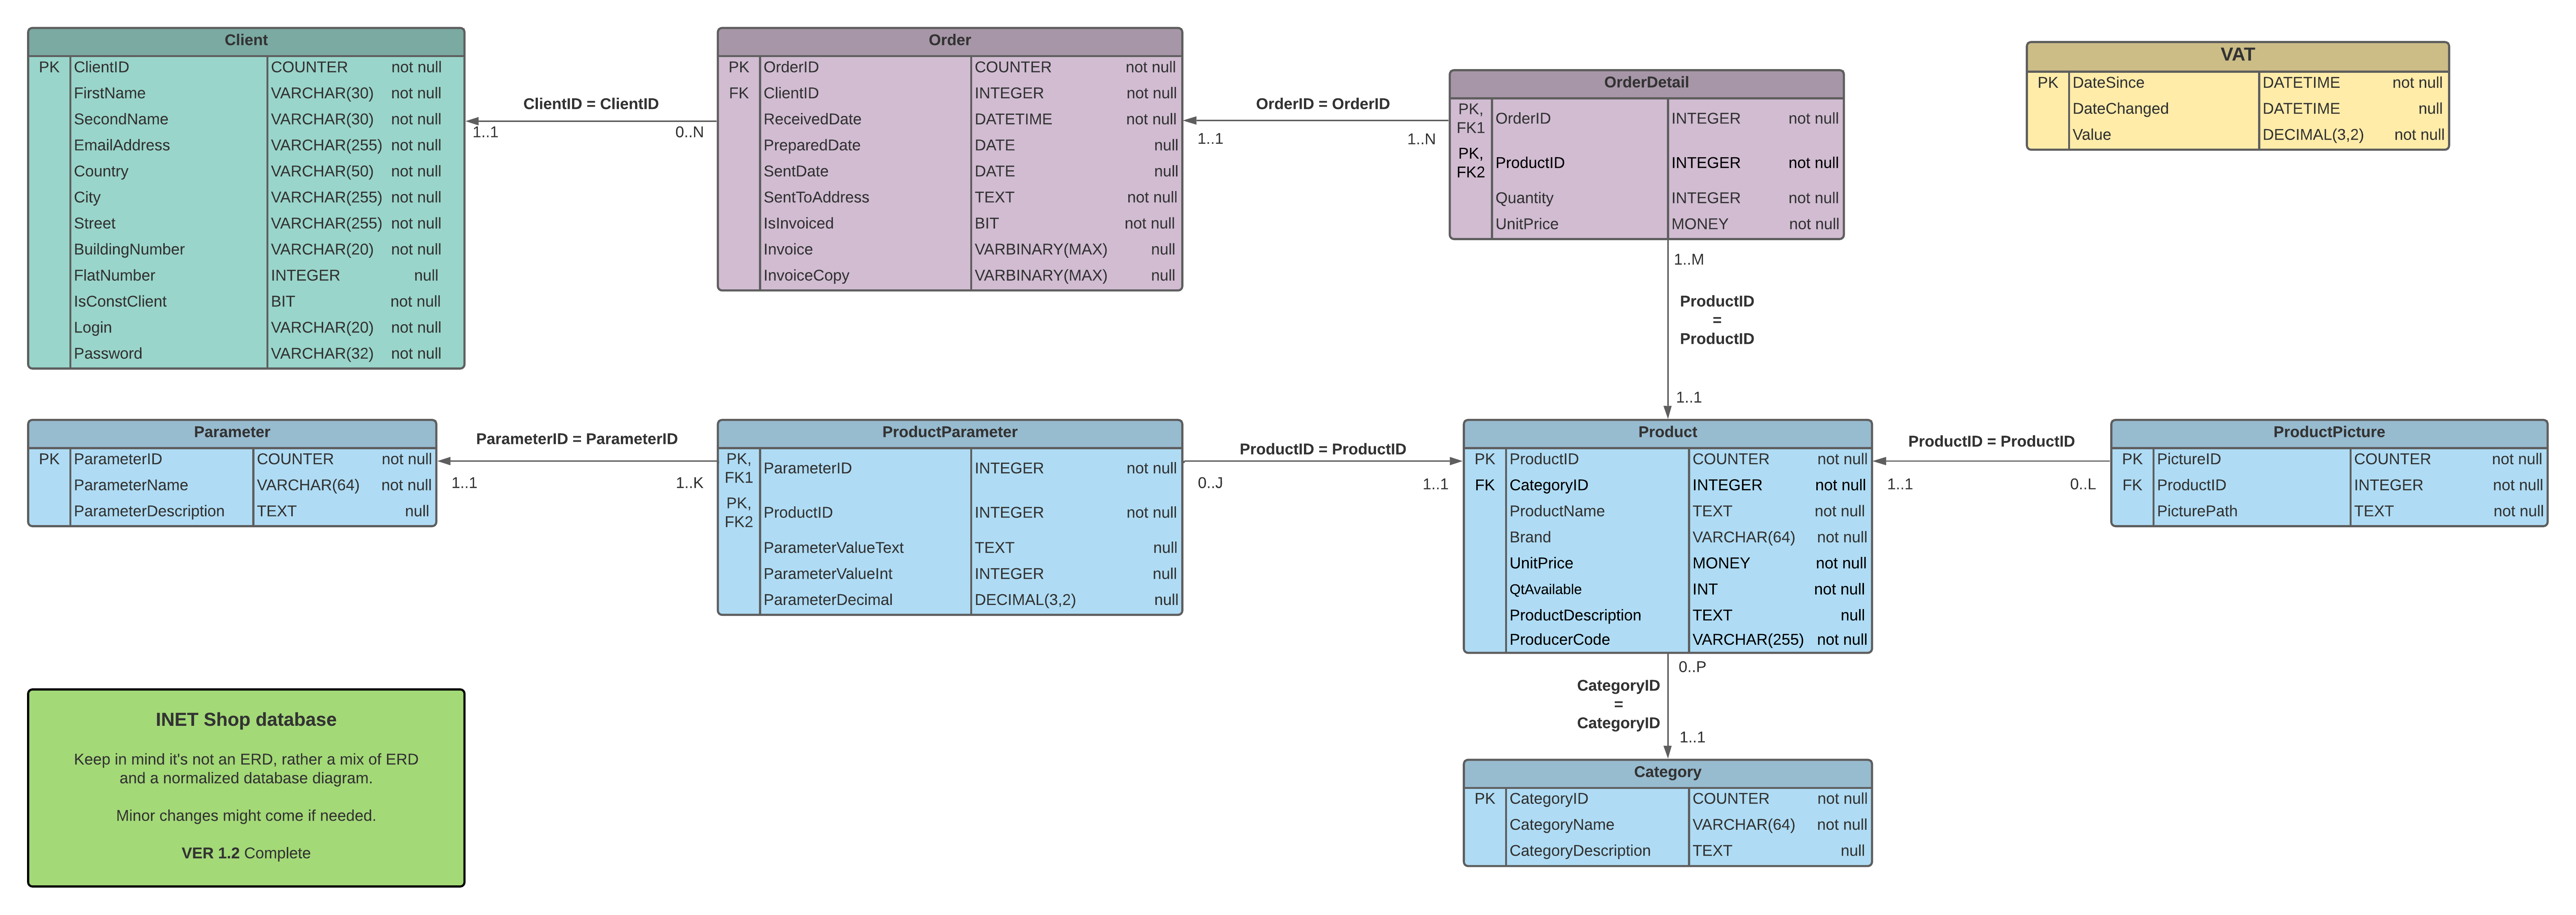 Client
PK ClientID COUNTER not null
FirstName VARCHAR(30) not null
SecondName VARCHAR(30) not null
EmailAddress VARCHAR(255) not null
Country VARCHAR(50) not null
City VARCHAR(255) not null
Street VARCHAR(255) not null
BuildingNumber VARCHAR(20) not null
FlatNumber INTEGER null
IsConstClient BIT not null
Login VARCHAR(20) not null
Password VARCHAR(32) not null
ClientID = ClientID
1..1 0..N
Order
PK OrderID COUNTER not null
FK ClientID INTEGER not null
ReceivedDate DATETIME not null
PreparedDate DATE null
SentDate DATE null
SentToAddress TEXT not null
IsInvoiced BIT not null
Invoice VARBINARY(MAX) null
InvoiceCopy VARBINARY(MAX) null
OrderID = OrderID
1..1 1..N
OrderDetail
PK,
FK1 OrderID INTEGER not null
PK,
FK2 ProductID INTEGER not null
Quantity INTEGER not null
UnitPrice MONEY not null
1..M
ProductID
=
ProductID
1..1
VAT
PK DateSince DATETIME not null
DateChanged DATETIME null
Value DECIMAL(3,2) not null
Parameter
PK ParameterID COUNTER not null
ParameterName VARCHAR(64) not null
ParameterDescription TEXT null
ParameterID = ParameterID
1..1 1..K
ProductParameter
PK,
FK1 ParameterID INTEGER not null
PK,
FK2 ProductID INTEGER not null
ParameterValueText TEXT null
ParameterValueInt INTEGER null
ParameterDecimal DECIMAL(3,2) null
ProductID = ProductID
0..J 1..1
Product
PK ProductID COUNTER not null
FK CategoryID INTEGER not null
ProductName TEXT not null
Brand VARCHAR(64) not null
UnitPrice MONEY not null
QtAvailable INT not null
ProductDescription TEXT null
ProducerCode VARCHAR(255) not null
ProductID = ProductID
1..1 0..L
ProductPicture
PK PictureID COUNTER not null
FK ProductID INTEGER not null
PicturePath TEXT not null
0..P
CategoryID
=
CategoryID
1..1
Category
PK CategoryID COUNTER not null
CategoryName VARCHAR(64) not null
CategoryDescription TEXT null
INET Shop database
Keep in mind it's not an ERD, rather a mix of ERD
and a normalized database diagram.
Minor changes might come if needed.
VER 1.2 Complete